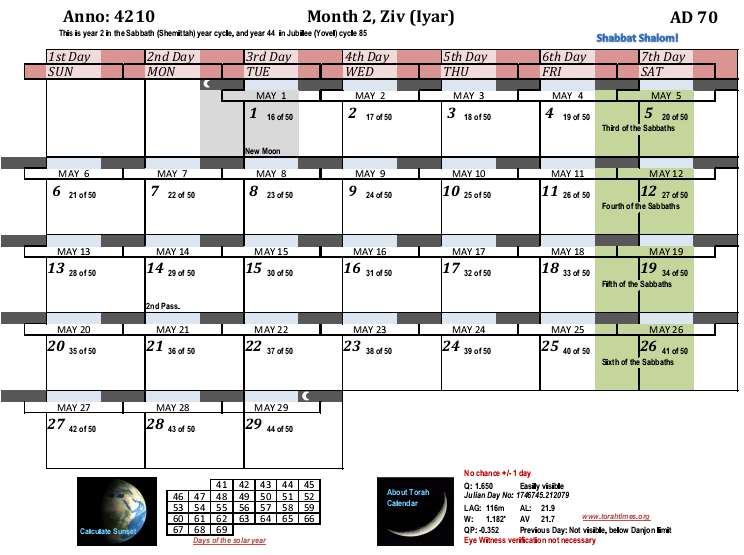 Anno: 4210 Month 2, Ziv (Iyar) AD 70
This is year 2 in the Sabbath (Shemittah) year cycle, and year 44 in Jubilee (Yovel) cycle 85
Shabbat Shalom!
1st Day 2nd Day 3rd Day 4th Day 5th Day 6th Day 7th Day
SUN MON TUE WED THU FRI SAT
MAY 1 MAY 2 MAY 3 MAY 4 MAY 5
1 16 of 50 2 17 of 50 3 18 of 50 4 19 of 50 5 20 of 50
Third of the Sabbaths
New Moon
MAY 6 MAY 7 MAY 8 MAY 9 MAY 10 MAY 11 MAY 12
6 21 of 50 7 22 of 50 8 23 of 50 9 24 of 50 10 25 of 50 11 26 of 50 12 27 of 50
Fourth of the Sabbaths
MAY 13 MAY 14 MAY 15 MAY 16 MAY 17 MAY 18 MAY 19
13 28 of 50 14 29 of 50 15 30 of 50 16 31 of 50 17 32 of 50 18 33 of 50 19 34 of 50
Fifth of the Sabbaths
2nd Pass.
MAY 20 MAY 21 MAY 22 MAY 23 MAY 24 MAY 25 MAY 26
20 35 of 50 21 36 of 50 22 37 of 50 23 38 of 50 24 39 of 50 25 40 of 50 26 41 of 50
Sixth of the Sabbaths
MAY 27 MAY 28 MAY 29
27 42 of 50 28 43 of 50 29 44 of 50
Calculate Sunset
41 42 43 44 45
46 47 48 49 50 51 52
53 54 55 56 57 58 59
60 61 62 63 64 65 66
67 68 69
Days of the solar year
About Torah
Calendar
No chance +/- 1 day
Q: 1.650 Easily visible
Julian Day No: 1746745.212079
LAG: 116m AL: 21.9
W: 1.182' AV 21.7 www.torahtimes.org
QP: -0.352 Previous Day: Not visible, below Danjon limit
Eye Witness verification not necessary